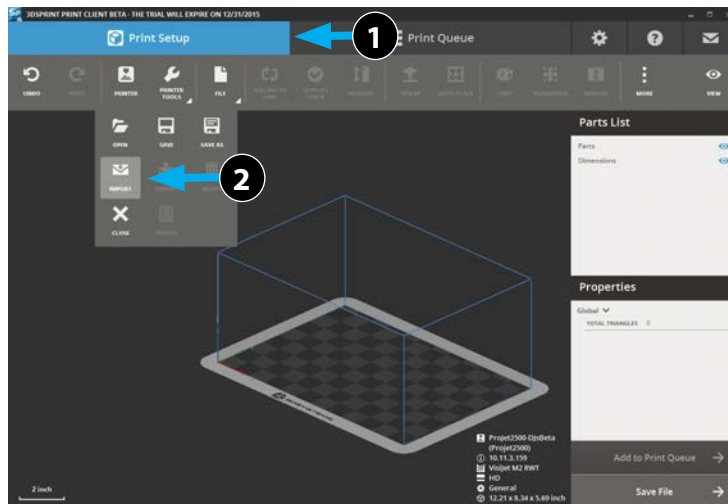 3DSPRINT PRINT CLIENT BETA - THE TRIAL WILL EXPIRE ON 12/31/2015
Print Setup
1
Print Queue
UNDO
PRINTER
PRINTER TOOLS
FILE
MORE
VIEW
OPEN
SAVE
SAVE AS
IMPORT
2
CLOSE
Parts List
Parts
Dimensions
Properties
Global
TOTAL TRIANGLES 0
3D SYSTEMS
Projet2500-DjsBeta
(Projet2500)
10.11.3.159
VisiJet M2 RWT
HD
General
12.21 x 8.34 x 5.69 inch
2 inch
Add to Print Queue
Save File